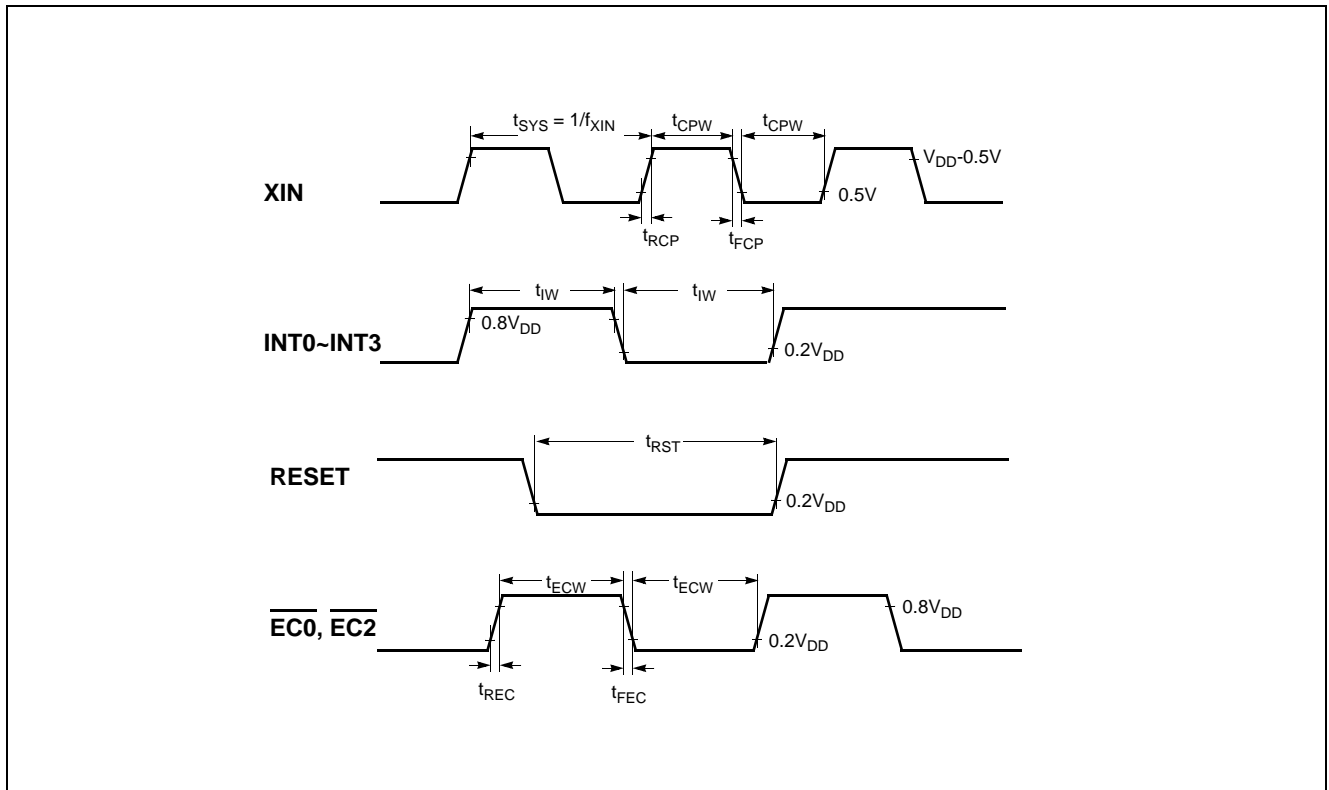 tSYS = 1/fXIN tCPW tCPW
VDD-0.5V
XIN
0.5V
tRCP tFCP
tIW tIW
0.8VDD
INT0~INT3
0.2VDD
tRST
RESET
0.2VDD
tECW tECW
0.8VDD
EC0, EC2
0.2VDD
tREC tFEC